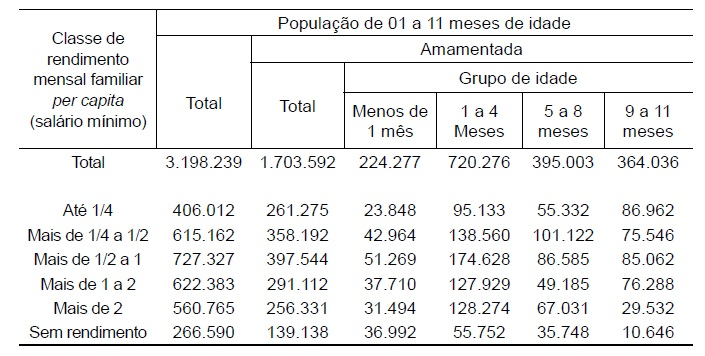 População de 01 a 11 meses de idade
Classe de
rendimento
mensal familiar
per capita
(salário mínimo)
Total
Amamentada
Total
Grupo de idade
Menos de
1 mês
1 a 4
Meses
5 a 8
meses
9 a 11
meses
Total 3.198.239 1.703.592 224.277 720.276 395.003 364.036
Até 1/4 406.012 261.275 23.848 95.133 55.332 86.962
Mais de 1/4 a 1/2 615.162 358.192 42.964 138.560 101.122 75.546
Mais de 1/2 a 1 727.327 397.544 51.269 174.628 86.585 85.062
Mais de 1 a 2 622.383 291.112 37.710 127.929 49.185 76.288
Mais de 2 560.765 256.331 31.494 128.274 67.031 29.532
Sem rendimento 266.590 139.138 36.992 55.752 35.748 10.646